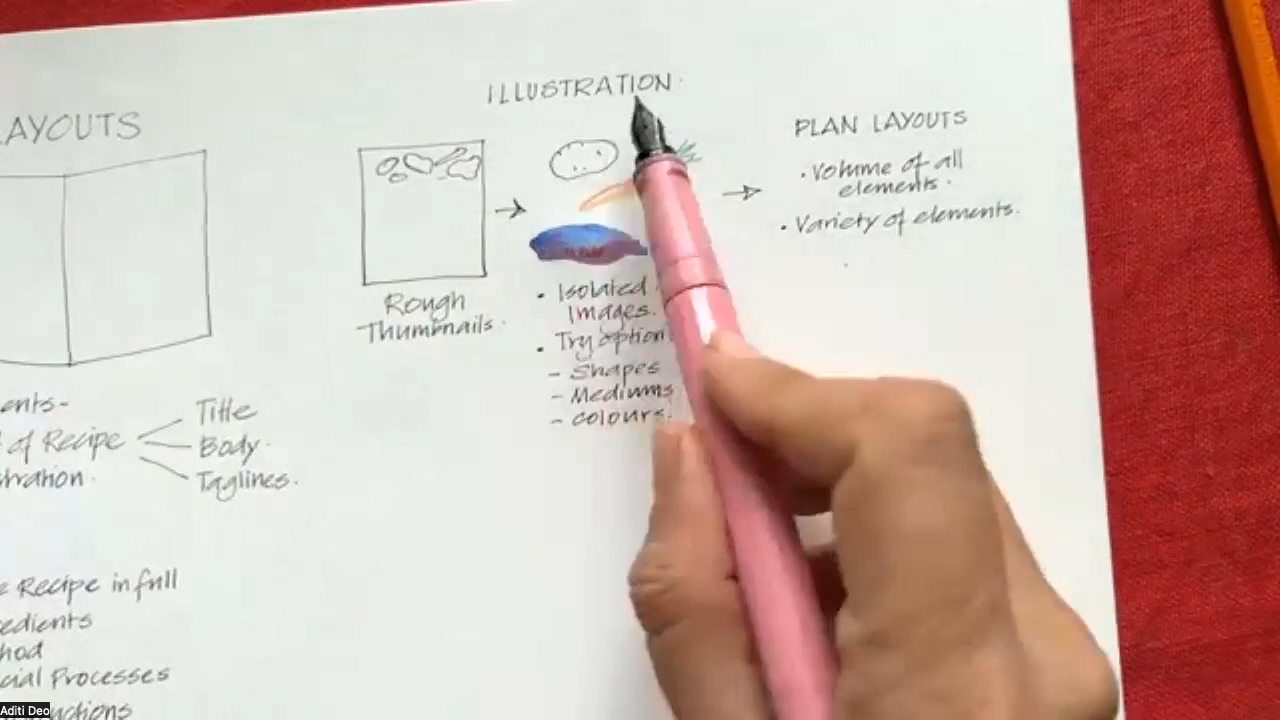 LAYOUTS
Title
of Recipe
Body.
Taglines.
Recipe in full
Processes
ILLUSTRATION
Rough
Thumbnails.
• Isolated
Images.
• Try option
- Shapes
- Mediums
- Colours.
PLAN LAYOUTS
• Volume of all
elements.
• Variety of elements.
Aditi Deo